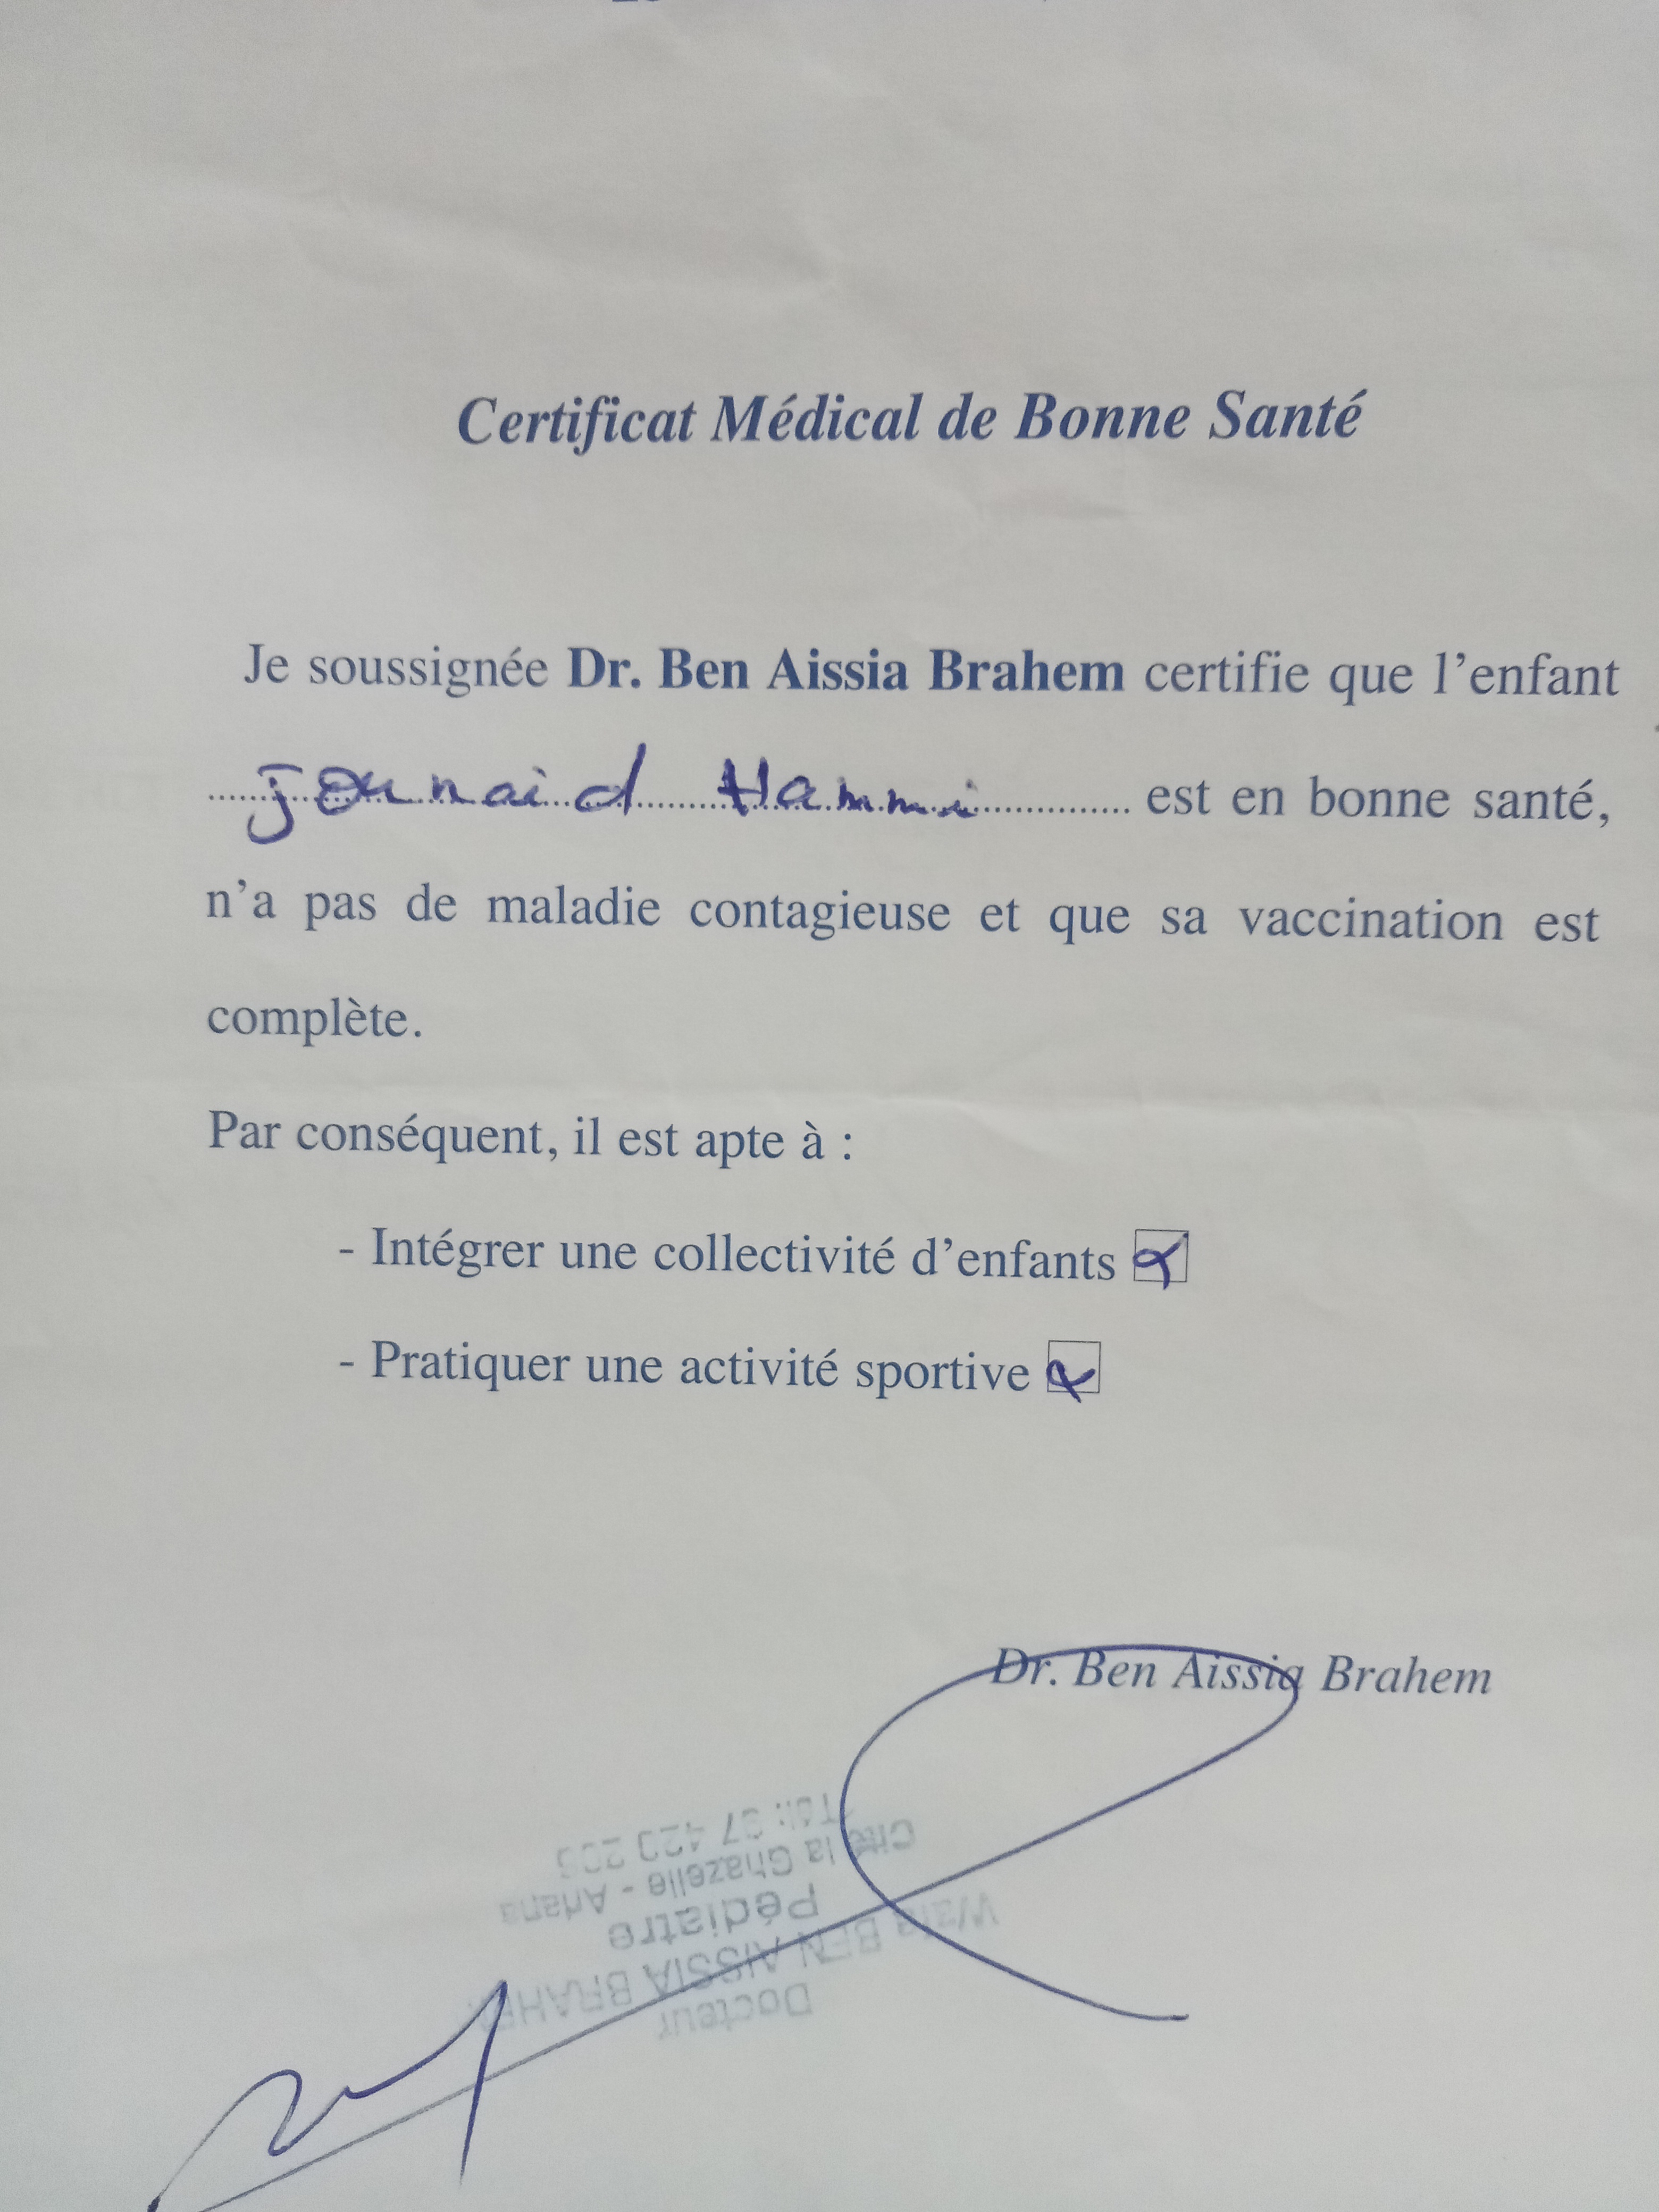 Certificat Médical de Bonne Santé
Je soussignée Dr. Ben Aissia Brahem certifie que l'enfant
Jounaid Hammi est en bonne santé,
n'a pas de maladie contagieuse et que sa vaccination est
complète.
Par conséquent, il est apte à :
- Intégrer une collectivité d'enfants
- Pratiquer une activité sportive
Dr. Ben Aissia Brahem
Docteur
BEN AISSIA
Pédiatre
Cité la Ghazelle - Ariana
Tél: